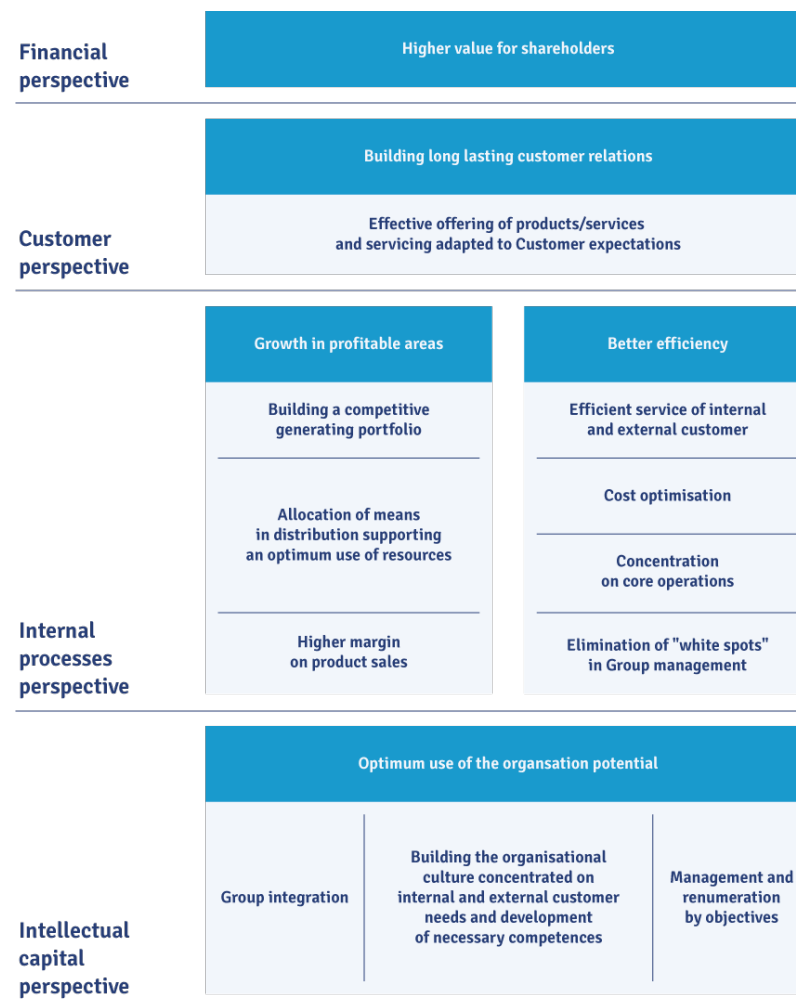 Financial
perspective
Higher value for shareholders
Customer
perspective
Building long lasting customer relations
Effective offering of products/services
and servicing adapted to Customer expectations
Internal
processes
perspective
Growth in profitable areas
Building a competitive
generating portfolio
Allocation of means
in distribution supporting
an optimum use of resources
Higher margin
on product sales
Better efficiency
Efficient service of internal
and external customer
Cost optimisation
Concentration
on core operations
Elimination of "white spots"
in Group management
Intellectual
capital
perspective
Optimum use of the organsation potential
Group integration
Building the organisational
culture concentrated on
internal and external customer
needs and development
of necessary competences
Management and
renumeration
by objectives